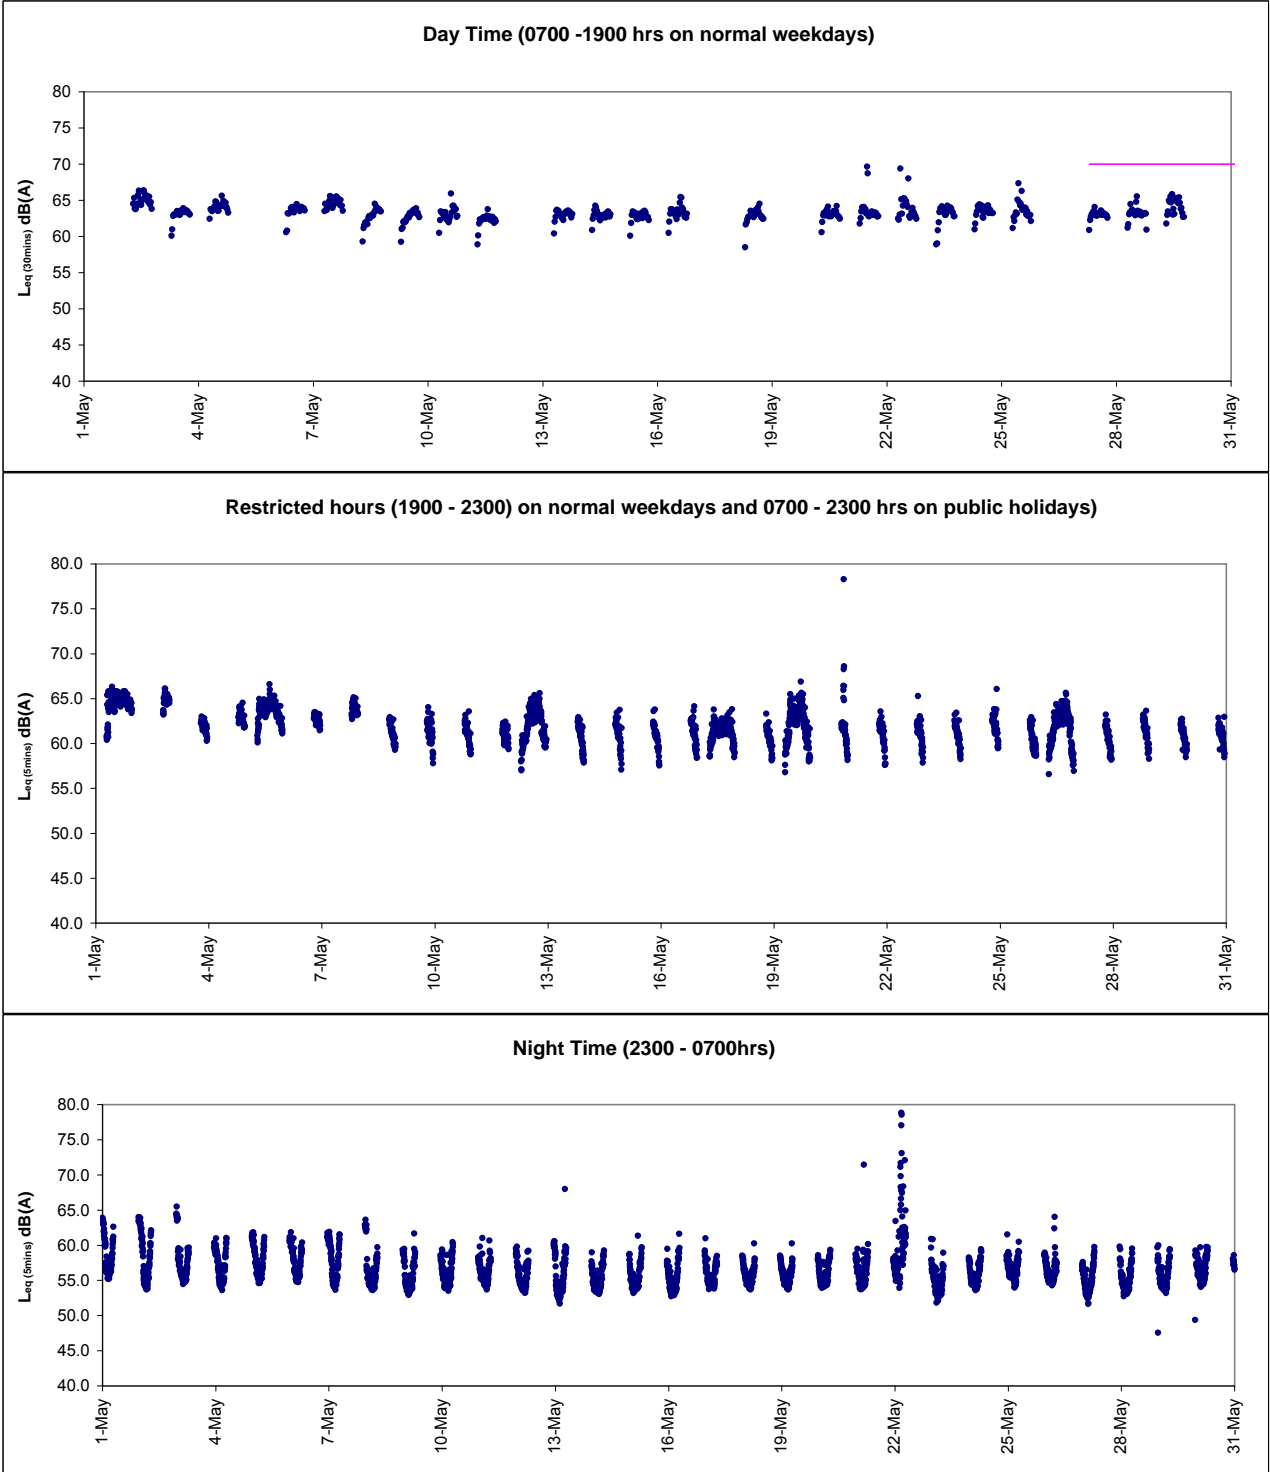 Day Time (0700 -1900 hrs on normal weekdays)
80
75
70
65
60
55
50
45
40
Leq (30mins) dB(A)
1-May
4-May
7-May
10-May
13-May
16-May
19-May
22-May
25-May
28-May
31-May
Restricted hours (1900 - 2300) on normal weekdays and 0700 - 2300 hrs on public holidays)
80.0
75.0
70.0
65.0
60.0
55.0
50.0
45.0
40.0
Leq (5mins) dB(A)
1-May
4-May
7-May
10-May
13-May
16-May
19-May
22-May
25-May
28-May
31-May
Night Time (2300 - 0700hrs)
80.0
75.0
70.0
65.0
60.0
55.0
50.0
45.0
40.0
Leq (5mins) dB(A)
1-May
4-May
7-May
10-May
13-May
16-May
19-May
22-May
25-May
28-May
31-May